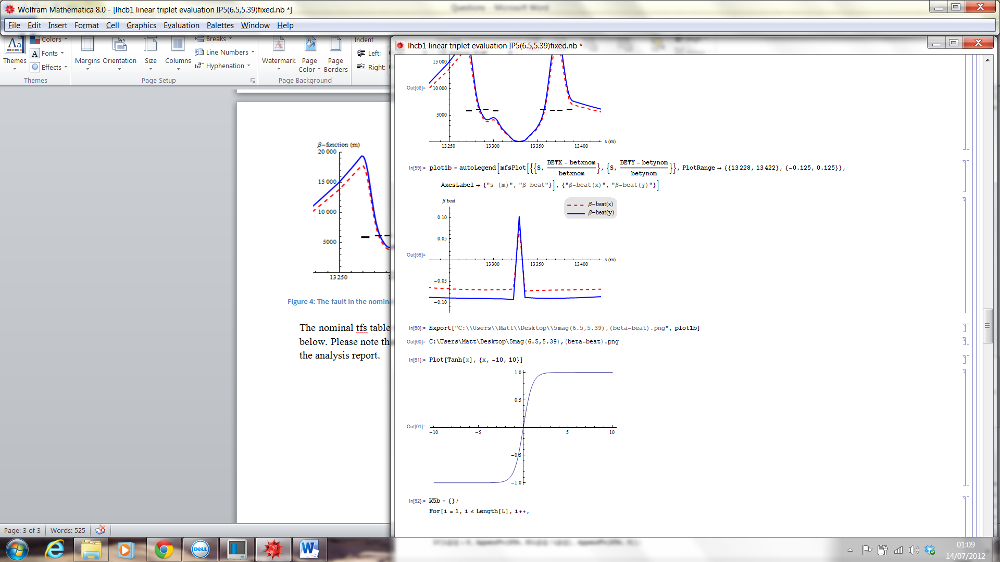 Questions - Microsoft Word
Wolfram Mathematica 8.0 - [lhcb1 linear triplet evaluation IP5(6.5,5.39)fixed.nb *]
File Edit Insert Format Cell Graphics Evaluation Palettes Window Help
Themes
Colors
Fonts
Effects
Themes
Margins Orientation Size Columns
Breaks
Line Numbers
Hyphenation
Page Setup
Watermark Page Color Page Borders
Page Background
Indent
Left:
Right:
β-function (m)
20 000
15 000
10 000
5000
13 250
Figure 4: The fault in the nomina
The nominal tfs table
below. Please note th
the analysis report.
Page: 3 of 3 Words: 525
lhcb1 linear triplet evaluation IP5(6.5,5.39)fixed.nb *
Out[58]=
15 000
10 000
5000
13 250 13 300 13 350 13 400
s (m)
In[59]:= plot1b = autoLegend[mfsPlot[{{S, BETX - betxnom / betxnom}, {S, BETY - betynom / betynom}}, PlotRange → {{13 228, 13 422}, {-0.125, 0.125}},
AxesLabel → {"s (m)", "β beat"}], {"β-beat(x)", "β-beat(y)"}]
Out[59]=
β beat
β-beat(x)
β-beat(y)
0.10
0.05
-0.05
-0.10
13 300 13 350 13 400
s (m)
In[60]:= Export["C:\\Users\\Matt\\Desktop\\5mag(6.5,5.39),(beta-beat).png", plot1b]
Out[60]= C:\Users\Matt\Desktop\5mag(6.5,5.39),(beta-beat).png
In[61]:= Plot[Tanh[x], {x, -10, 10}]
Out[61]=
1.0
0.5
-0.5
-1.0
-10 -5 5 10
In[62]:= K5b = {};
For[i = 1, i ≤ Length[L], i++,
DELL
W
01:09
14/07/2012